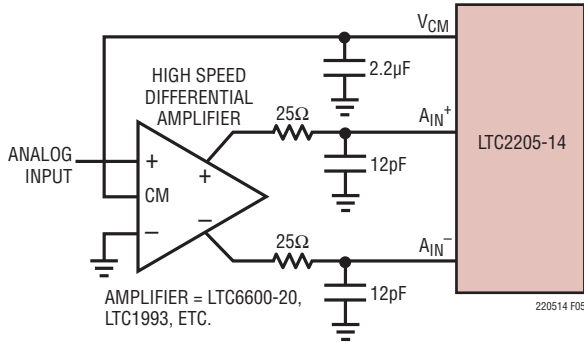 VCM
2.2µF
HIGH SPEED
DIFFERENTIAL
AMPLIFIER
25Ω
AIN+
LTC2205-14
ANALOG
INPUT
+
+
12pF
CM
−
−
25Ω
AIN−
12pF
AMPLIFIER = LTC6600-20,
LTC1993, ETC.
220514 F05